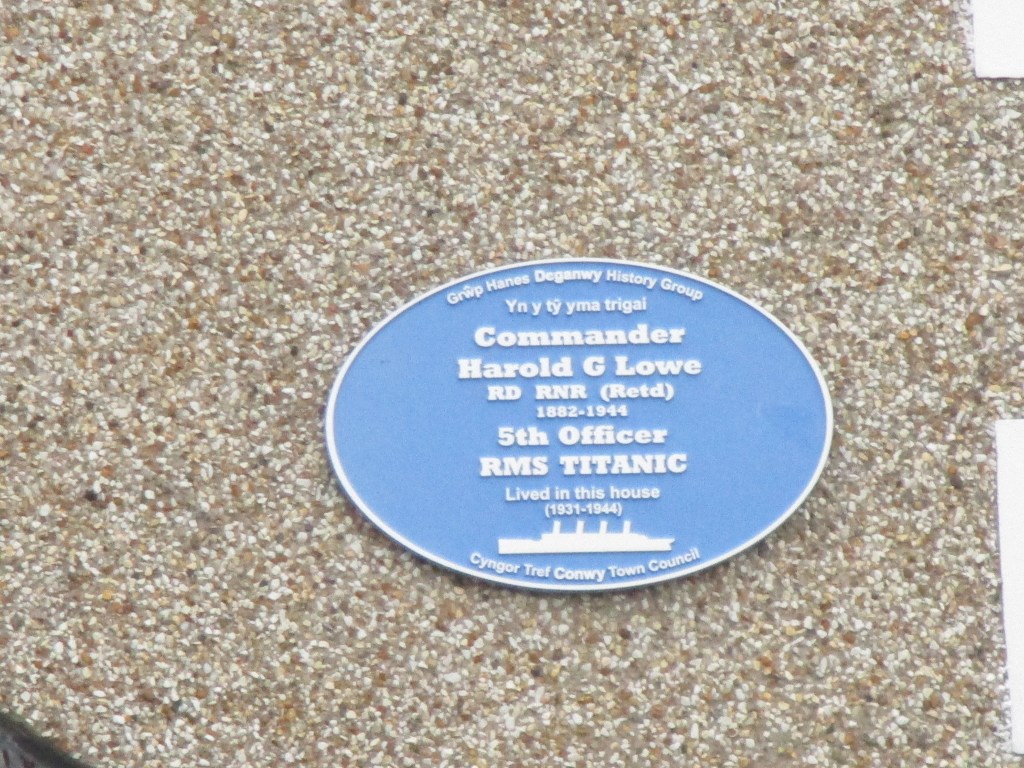 Grŵp Hanes Deganwy History Group
Yn y tŷ yma trigai
Commander
Harold G Lowe
RD RNR (Retd)
1882-1944
5th Officer
RMS TITANIC
Lived in this house
(1931-1944)
Cyngor Tref Conwy Town Council